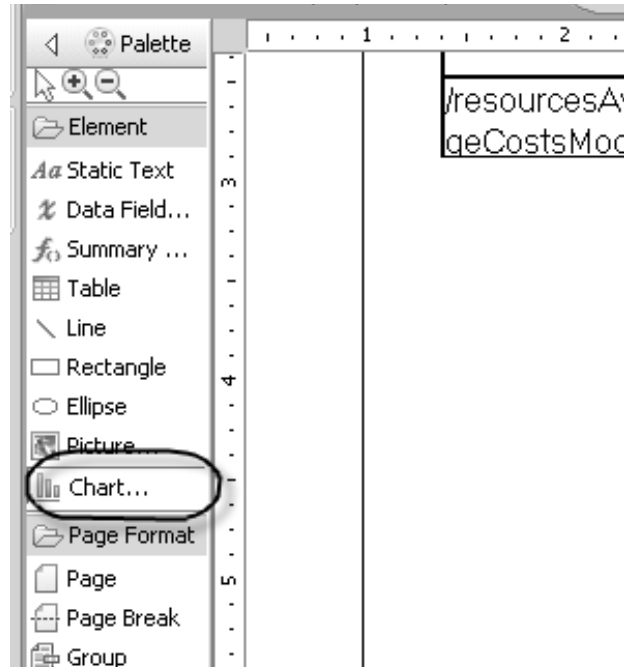 Palette
1 2
Element
Static Text
Data Field...
Summary ...
Table
Line
Rectangle
Ellipse
Picture...
Chart...
Page Format
Page
Page Break
Group
3
4
5
/resourcesAv
geCostsMod